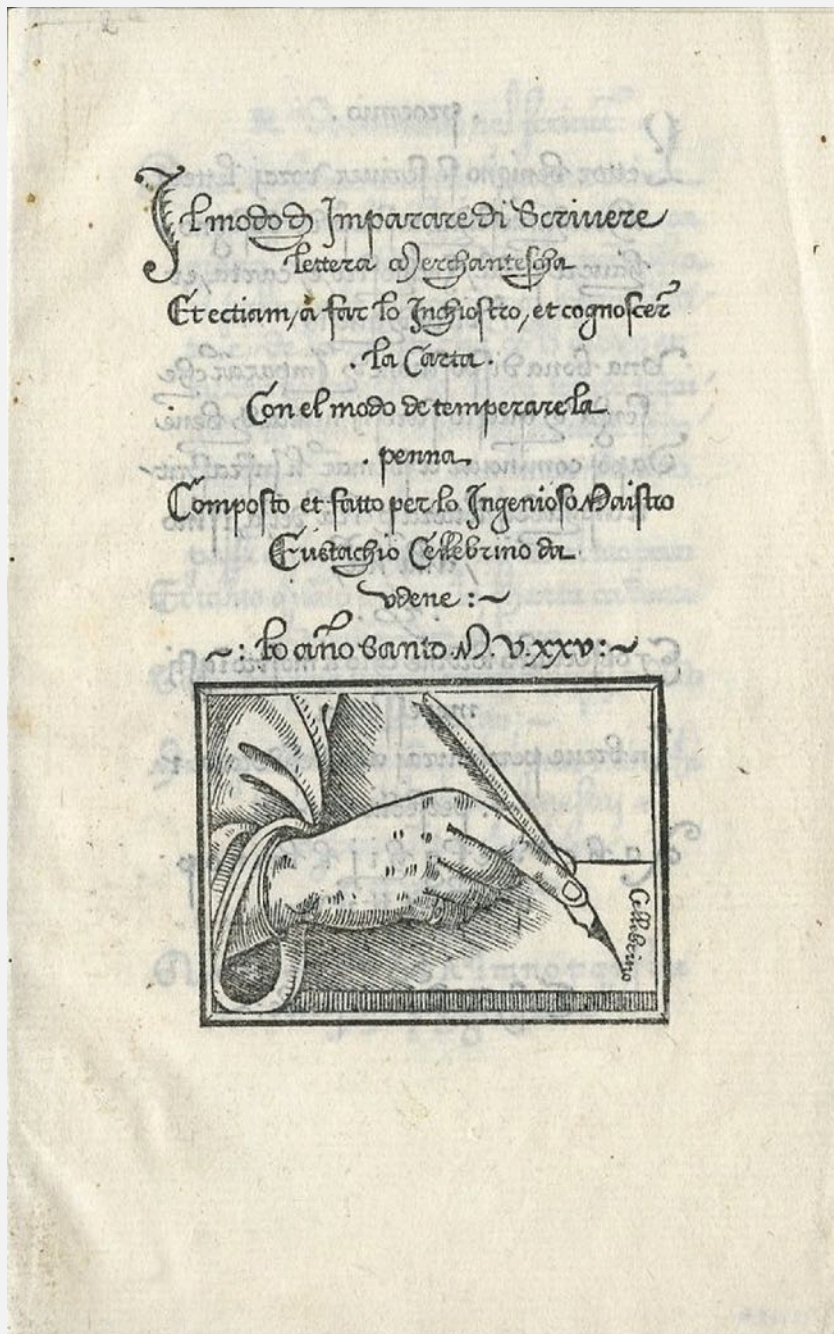 Il modo di Imparare di Scrivere
lettera Merchantescha
Et ectiam, a far lo Inchiostro, et cognoscer̃
. la Carta .
Con el modo de temperare la
. penna .
Composto et fatto per lo Ingenioso Maistro
Eustachio Cellebrino da
vdene :~
~: lo año Santo .M.V.xxv :~
Cellebrino